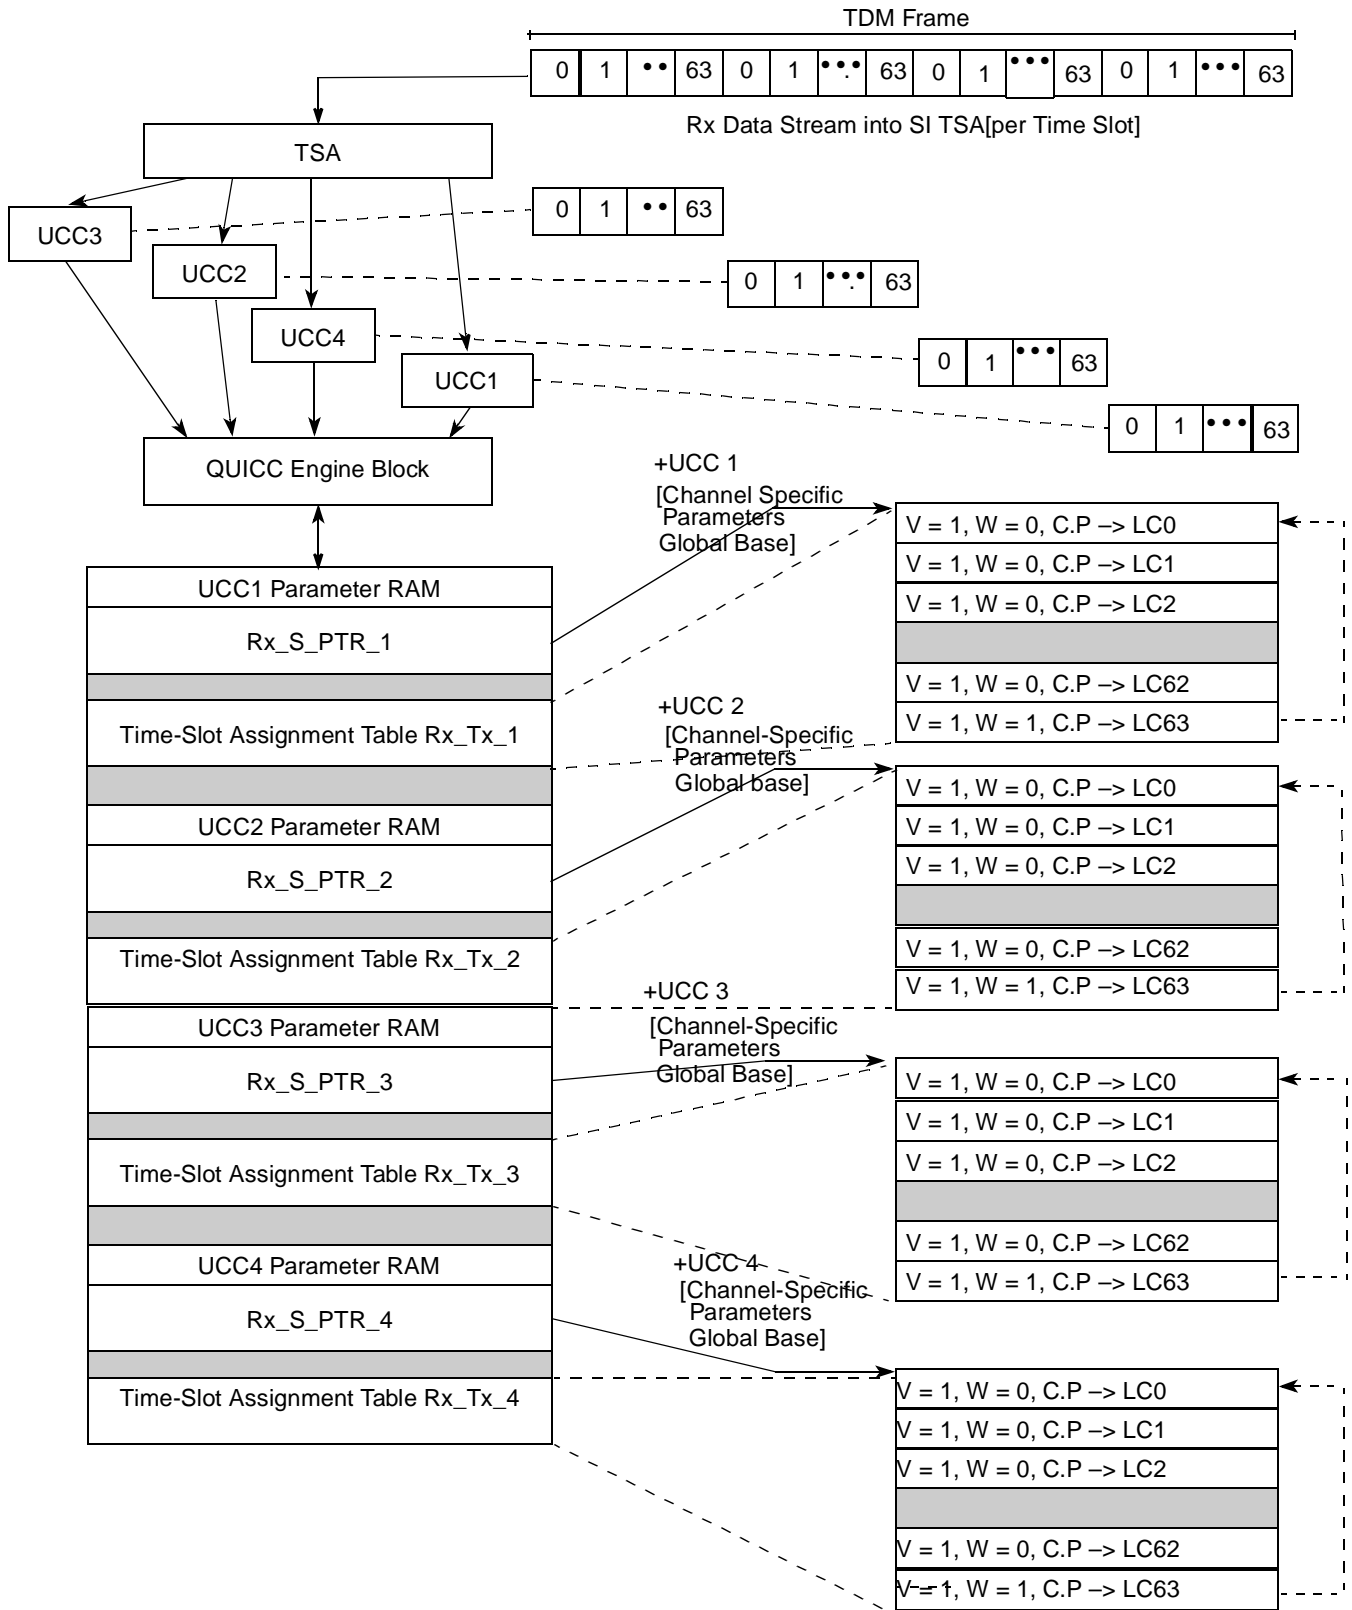 TDM Frame
0 1 •• 63 0 1 ••.• 63 0 1 ••• 63 0 1 ••• 63
Rx Data Stream into SI TSA[per Time Slot]
TSA
UCC3
0 1 •• 63
UCC2
0 1 ••.• 63
UCC4
0 1 ••• 63
UCC1
0 1 ••• 63
QUICC Engine Block
+UCC 1
[Channel Specific
Parameters
Global Base]
V = 1, W = 0, C.P –> LC0
V = 1, W = 0, C.P –> LC1
V = 1, W = 0, C.P –> LC2
V = 1, W = 0, C.P –> LC62
V = 1, W = 1, C.P –> LC63
UCC1 Parameter RAM
Rx_S_PTR_1
Time-Slot Assignment Table Rx_Tx_1
+UCC 2
[Channel-Specific
Parameters
Global base]
V = 1, W = 0, C.P –> LC0
V = 1, W = 0, C.P –> LC1
V = 1, W = 0, C.P –> LC2
V = 1, W = 0, C.P –> LC62
V = 1, W = 1, C.P –> LC63
UCC2 Parameter RAM
Rx_S_PTR_2
Time-Slot Assignment Table Rx_Tx_2
+UCC 3
[Channel-Specific
Parameters
Global Base]
V = 1, W = 0, C.P –> LC0
V = 1, W = 0, C.P –> LC1
V = 1, W = 0, C.P –> LC2
V = 1, W = 0, C.P –> LC62
V = 1, W = 1, C.P –> LC63
UCC3 Parameter RAM
Rx_S_PTR_3
Time-Slot Assignment Table Rx_Tx_3
+UCC 4
[Channel-Specific
Parameters
Global Base]
V = 1, W = 0, C.P –> LC0
V = 1, W = 0, C.P –> LC1
V = 1, W = 0, C.P –> LC2
V = 1, W = 0, C.P –> LC62
V = 1, W = 1, C.P –> LC63
UCC4 Parameter RAM
Rx_S_PTR_4
Time-Slot Assignment Table Rx_Tx_4